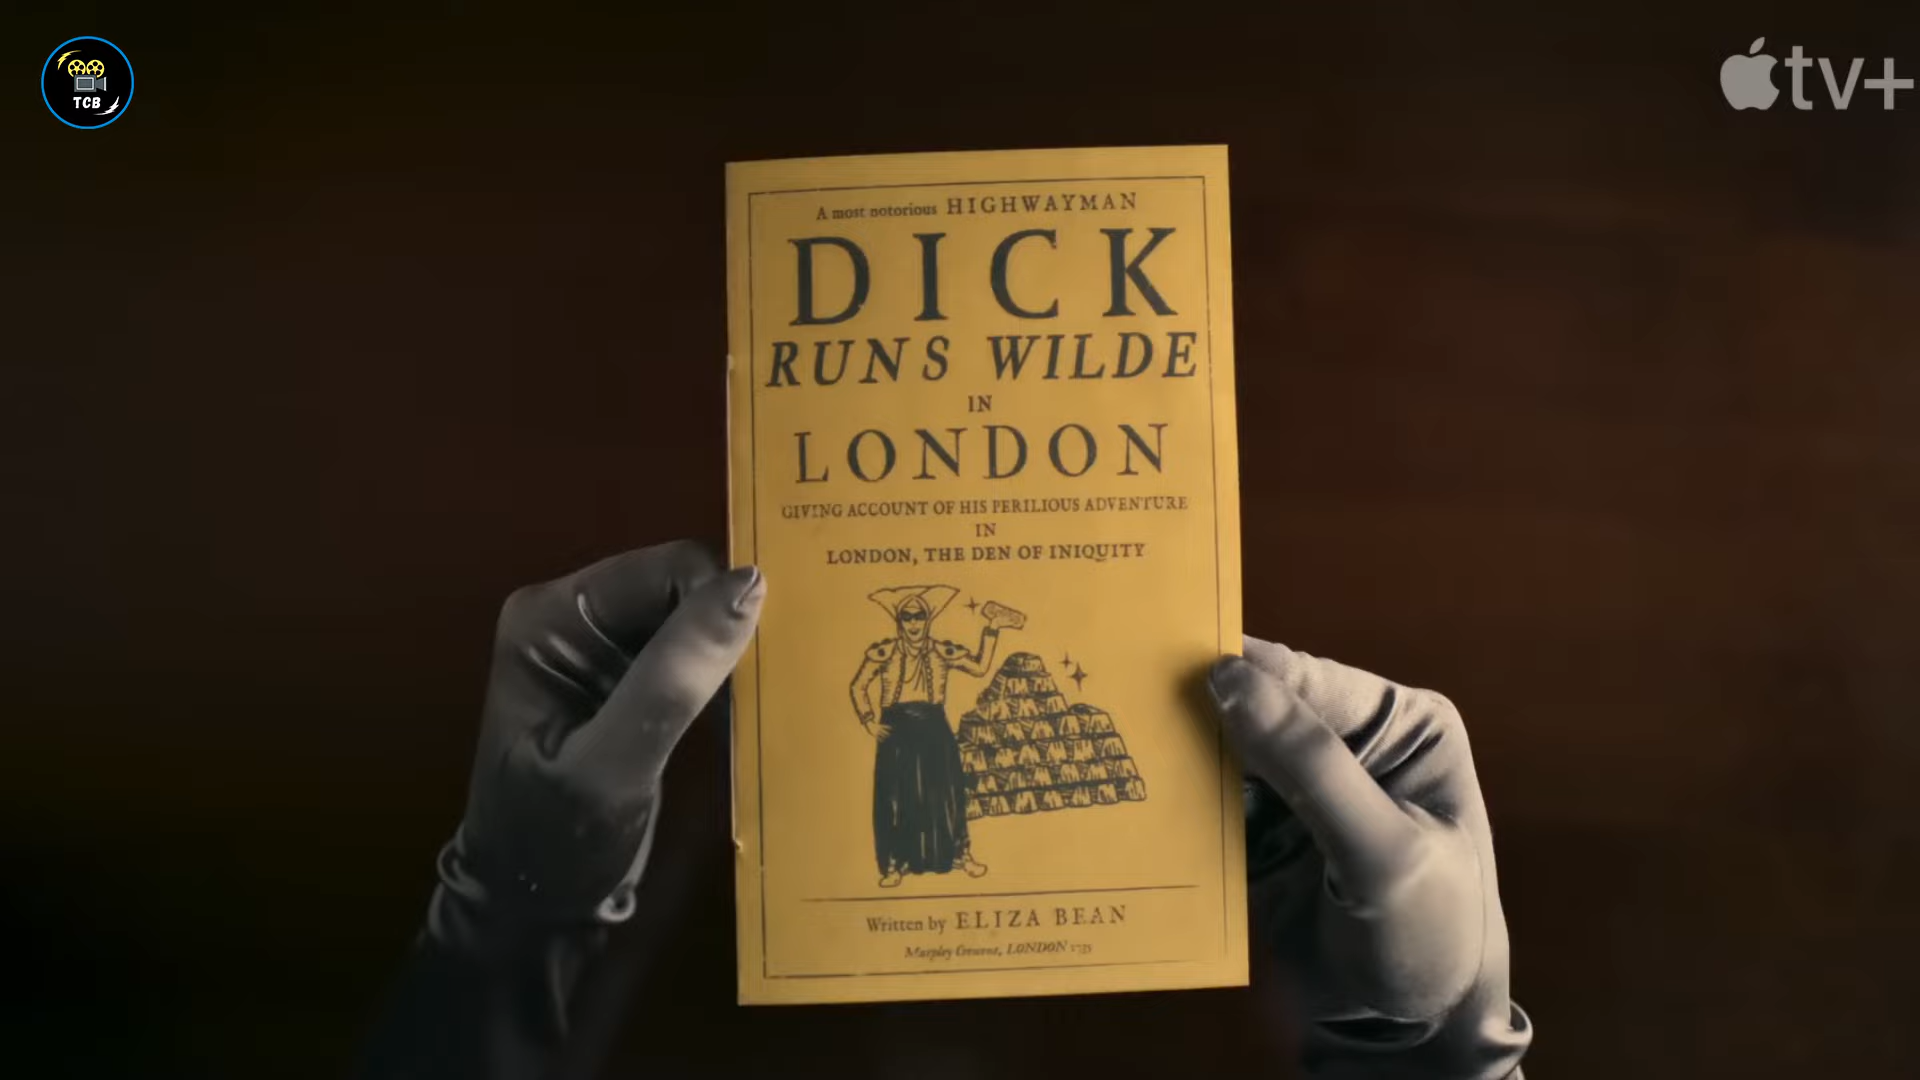 TCB
tv+
A most notorious HIGHWAYMAN
DICK
RUNS WILDE
IN
LONDON
GIVING ACCOUNT OF HIS PERILIOUS ADVENTURE
IN
LONDON, THE DEN OF INIQUITY
Written by ELIZA BEAN
LONDON